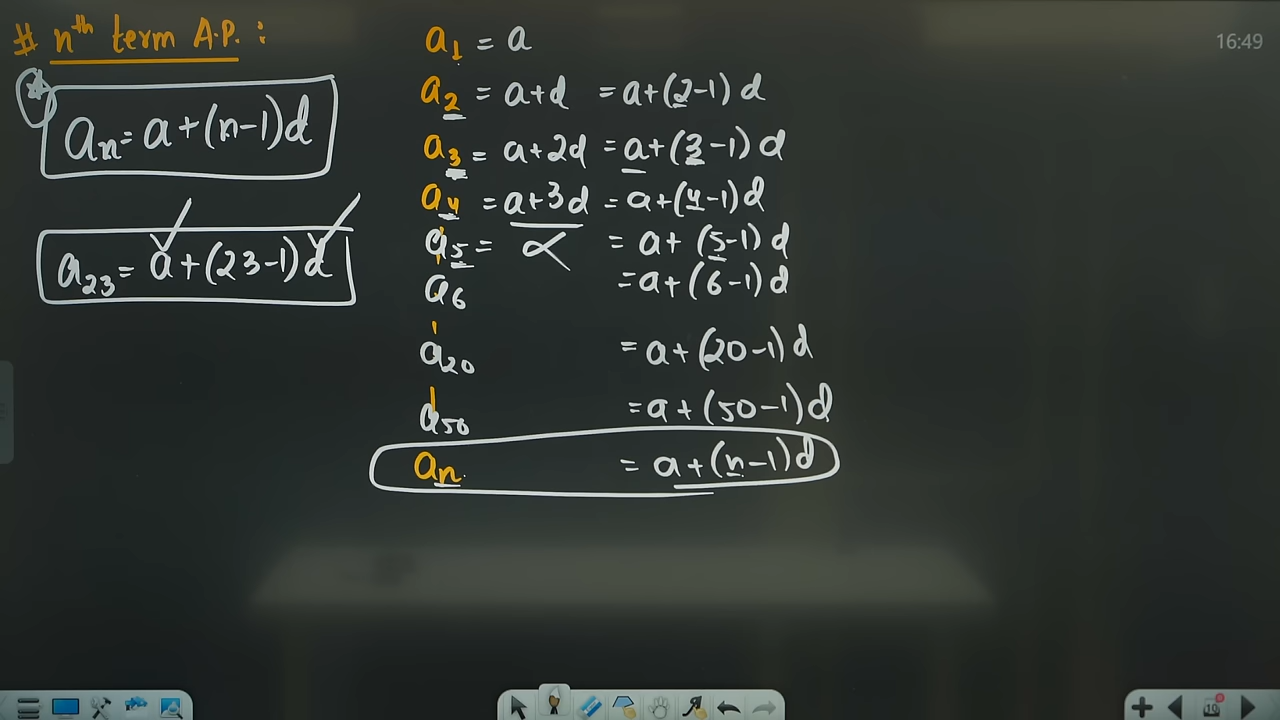 # nth term A.P. :
aₙ = a+(n-1)d
a₂₃ = a+(23-1)d
a₁ = a
a₂ = a+d = a+(2-1)d
a₃ = a+2d = a+(3-1)d
a₄ = a+3d = a+(4-1)d
a₅ = = a+(5-1)d
a₆ = a+(6-1)d
a₂₀ = a+(20-1)d
a₅₀ = a+(50-1)d
aₙ = a+(n-1)d
16:49
19